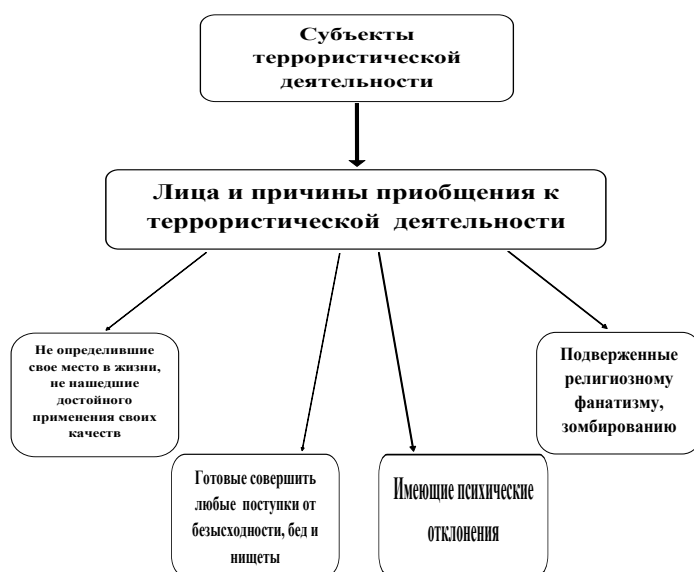 Субъекты
террористической
деятельности
Лица и причины приобщения к
террористической деятельности
Не определившие
свое место в жизни,
не нашедшие
достойного
применения своих
качеств
Готовые совершить
любые поступки от
безысходности, бед и
нищеты
Имеющие психические
отклонения
Подверженные
религиозному
фанатизму,
зомбированию